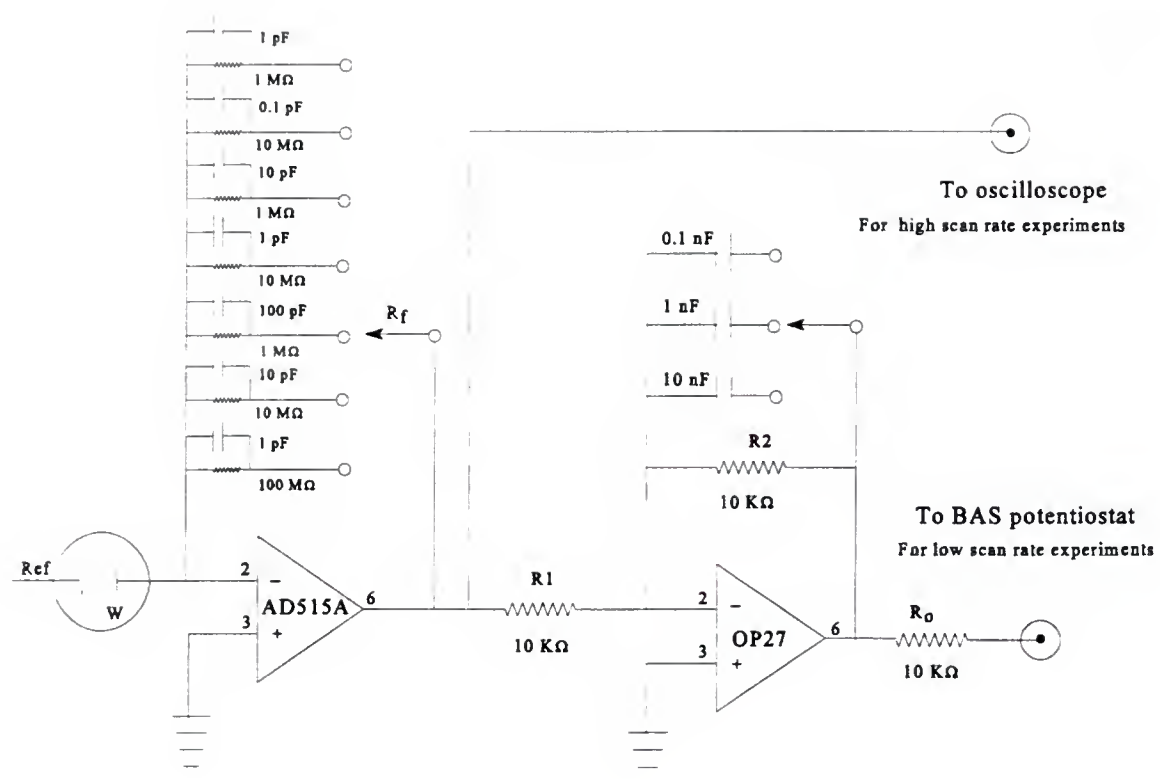 1 pF
1 MΩ
0.1 pF
10 MΩ
10 pF
1 MΩ
1 pF
10 MΩ
100 pF
1 MΩ
10 pF
10 MΩ
1 pF
100 MΩ
Rf
To oscilloscope
For high scan rate experiments
0.1 nF
1 nF
10 nF
R2
10 KΩ
To BAS potentiostat
For low scan rate experiments
Ref
W
2
−
AD515A
6
3
+
R1
10 KΩ
2
−
OP27
6
3
+
Ro
10 KΩ